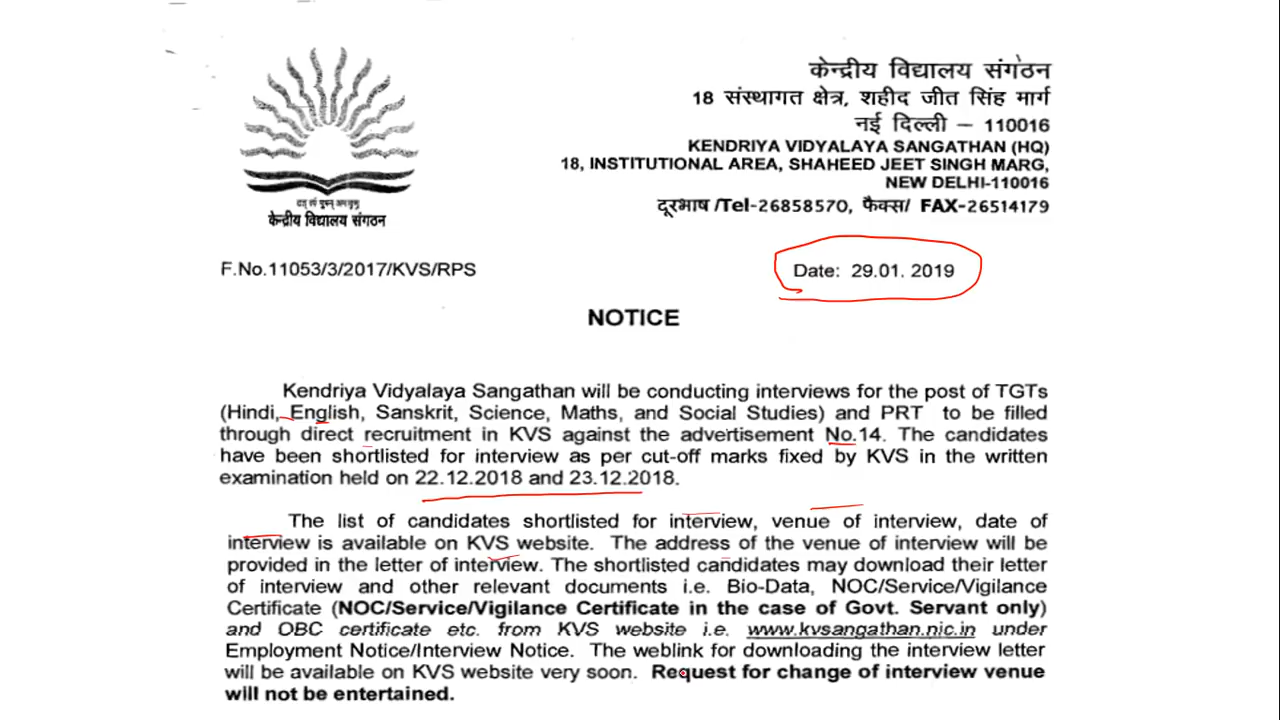 केन्द्रीय विद्यालय संगठन
18 संस्थागत क्षेत्र, शहीद जीत सिंह मार्ग
नई दिल्ली – 110016
KENDRIYA VIDYALAYA SANGATHAN (HQ)
18, INSTITUTIONAL AREA, SHAHEED JEET SINGH MARG,
NEW DELHI-110016
दूरभाष /Tel-26858570, फैक्स/ FAX-26514179
केन्द्रीय विद्यालय संगठन
F.No.11053/3/2017/KVS/RPS
Date: 29.01. 2019
NOTICE
Kendriya Vidyalaya Sangathan will be conducting interviews for the post of TGTs
(Hindi, English, Sanskrit, Science, Maths, and Social Studies) and PRT to be filled
through direct recruitment in KVS against the advertisement No.14. The candidates
have been shortlisted for interview as per cut-off marks fixed by KVS in the written
examination held on 22.12.2018 and 23.12.2018.
The list of candidates shortlisted for interview, venue of interview, date of
interview is available on KVS website. The address of the venue of interview will be
provided in the letter of interview. The shortlisted candidates may download their letter
of interview and other relevant documents i.e. Bio-Data, NOC/Service/Vigilance
Certificate (NOC/Service/Vigilance Certificate in the case of Govt. Servant only)
and OBC certificate etc. from KVS website i.e. www.kvsangathan.nic.in under
Employment Notice/Interview Notice. The weblink for downloading the interview letter
will be available on KVS website very soon. Request for change of interview venue
will not be entertained.